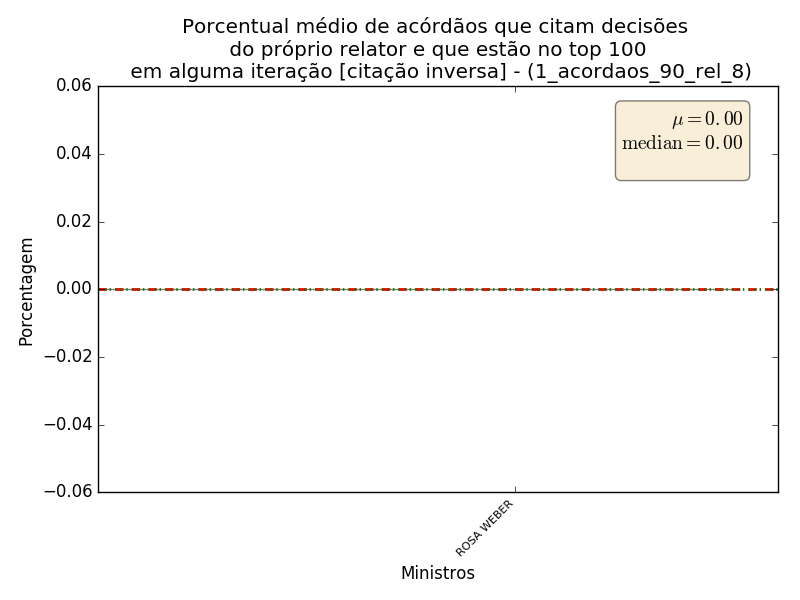 Porcentual médio de acórdãos que citam decisões
do próprio relator e que estão no top 100
em alguma iteração [citação inversa] - (1_acordaos_90_rel_8)
μ = 0.00
median = 0.00
0.06
0.04
0.02
0.00
−0.02
−0.04
−0.06
Porcentagem
ROSA WEBER
Ministros